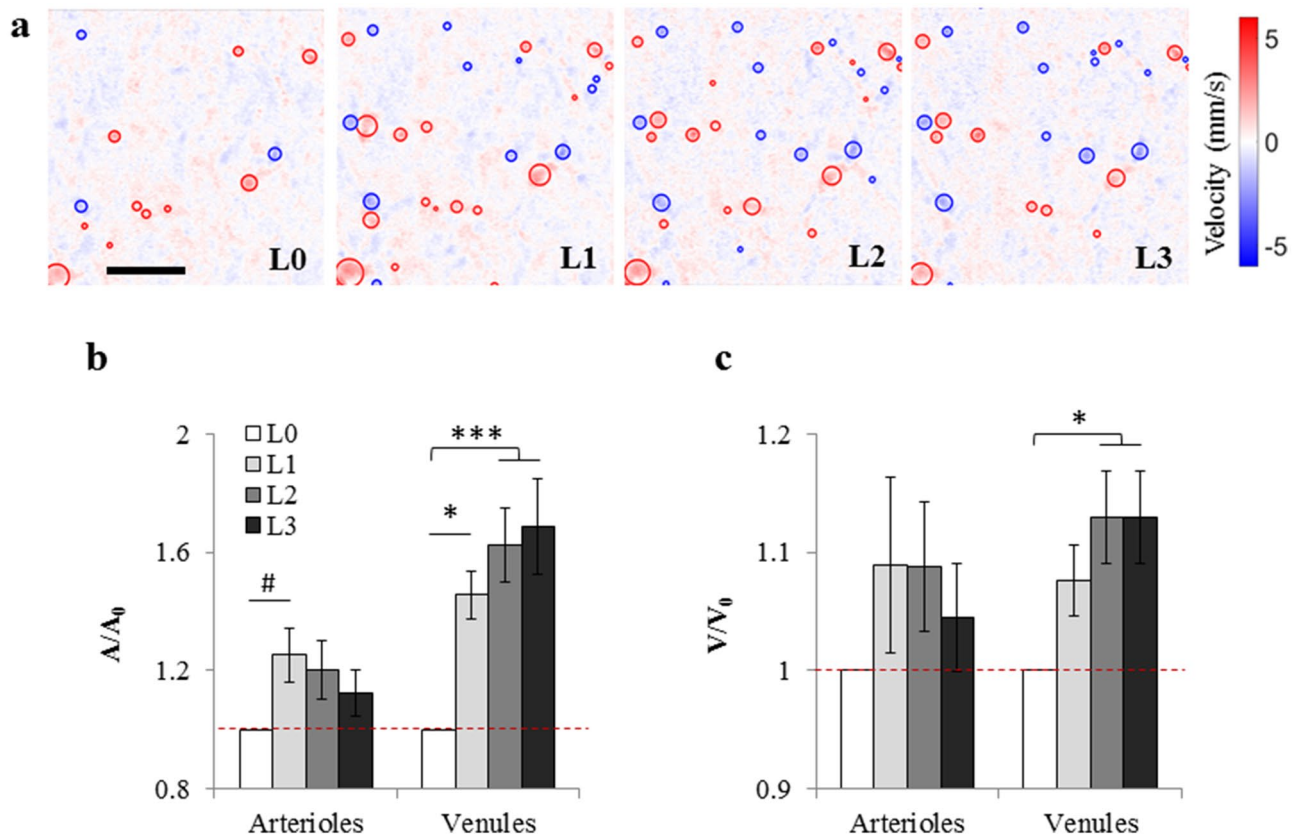 a
L0
L1
L2
L3
5
0
-5
Velocity (mm/s)
b
c
2
1.6
1.2
0.8
A/A0
L0
L1
L2
L3
#
*
***
Arterioles
Venules
1.2
1.1
1
0.9
V/V0
*
Arterioles
Venules